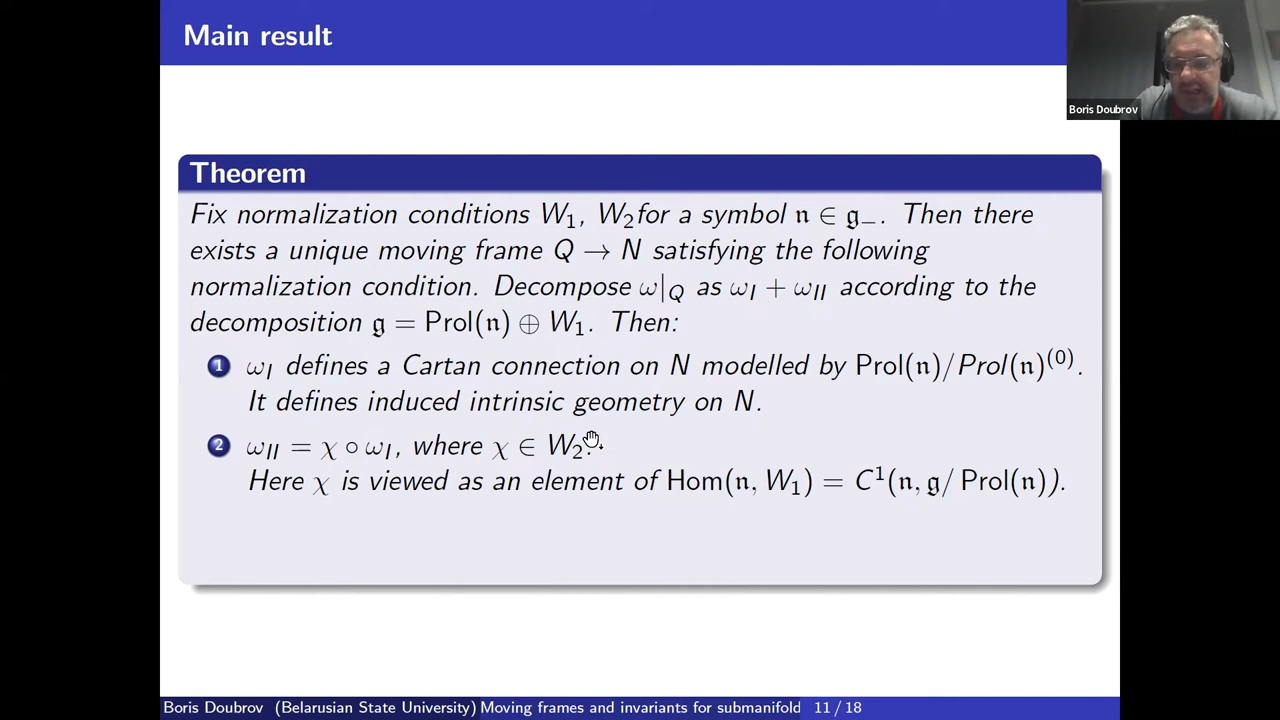 Main result
Boris Doubrov
Theorem
Fix normalization conditions W₁, W₂for a symbol 𝔫 ∈ 𝔤₋. Then there
exists a unique moving frame Q → N satisfying the following
normalization condition. Decompose ω|_Q as ω_I + ω_II according to the
decomposition 𝔤 = Prol(𝔫) ⊕ W₁. Then:
1 ω_I defines a Cartan connection on N modelled by Prol(𝔫)/Prol(𝔫)⁽⁰⁾.
It defines induced intrinsic geometry on N.
2 ω_II = χ ∘ ω_I, where χ ∈ W₂.
Here χ is viewed as an element of Hom(𝔫, W₁) = C¹(𝔫, 𝔤/ Prol(𝔫)).
Boris Doubrov (Belarusian State University) Moving frames and invariants for submanifold 11 / 18